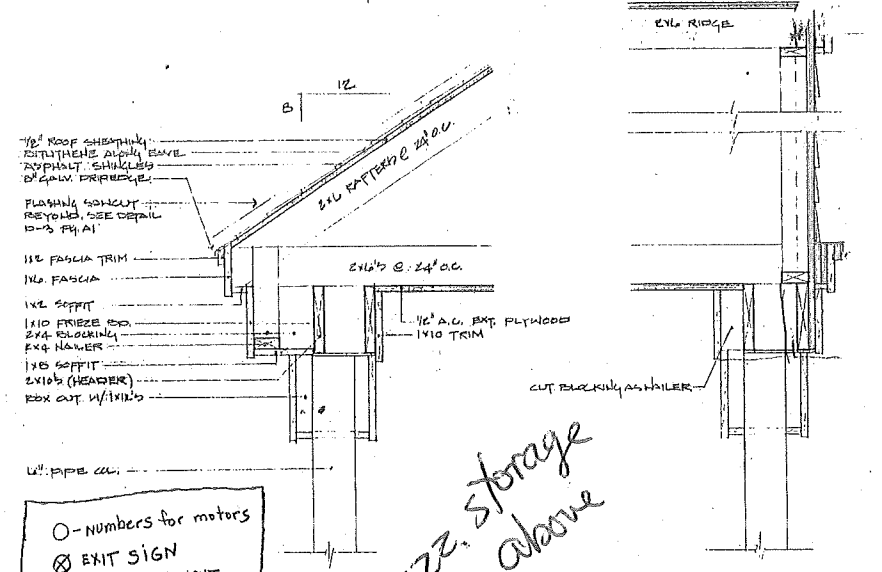 2X6 RIDGE
12
8
1/2" ROOF SHEATHING
BITUTHENE ALONG EAVE
ASPHALT SHINGLES
8" GALV. DRIPEDGE
FLASHING
BEYOND, SEE DETAIL
D-3 PG. A1
2X6 RAFTERS @ 24" O.C.
1X2 FASCIA TRIM
1X6 FASCIA
2X6'S @ 24" O.C.
1X2 SOFFIT
1X10 FRIEZE BD.
2X4 BLOCKING
2X4 NAILER
1X8 SOFFIT
2X10'S (HEADER)
BOX OUT W/ 1X12'S
1/2" A.C. EXT. PLYWOOD
1X10 TRIM
CUT BLOCKING AS NAILER
PIPE COL.
storage
above
O - numbers for motors
⊗ EXIT SIGN